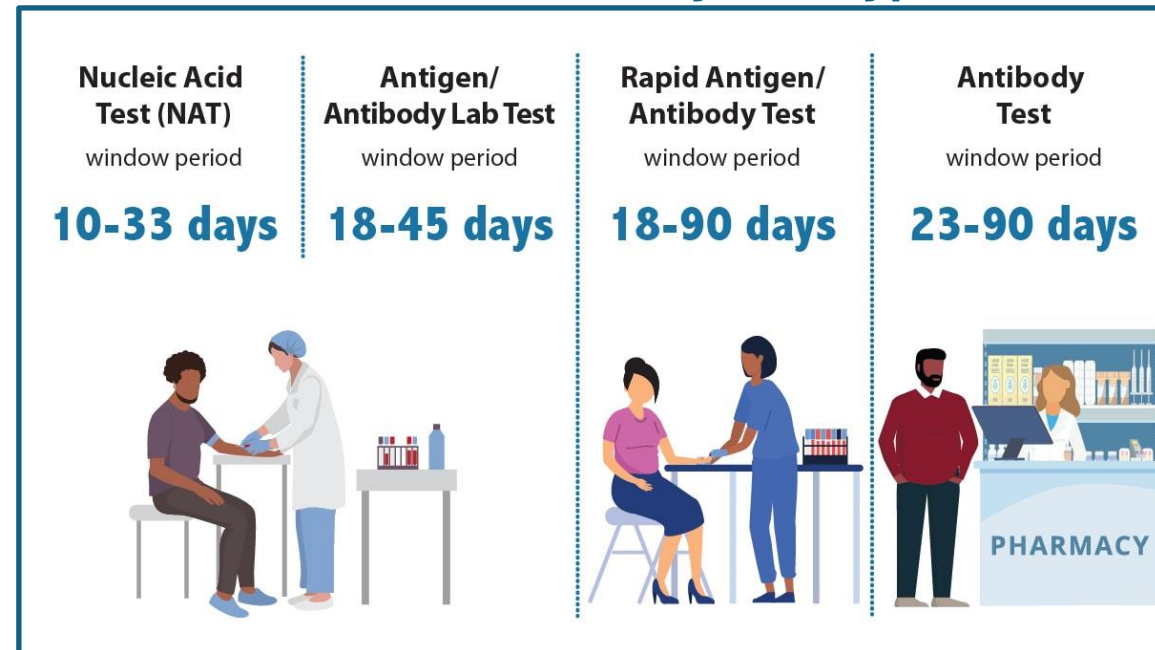 Nucleic Acid
Test (NAT)
window period
10-33 days
Antigen/
Antibody Lab Test
window period
18-45 days
Rapid Antigen/
Antibody Test
window period
18-90 days
Antibody
Test
window period
23-90 days
PHARMACY